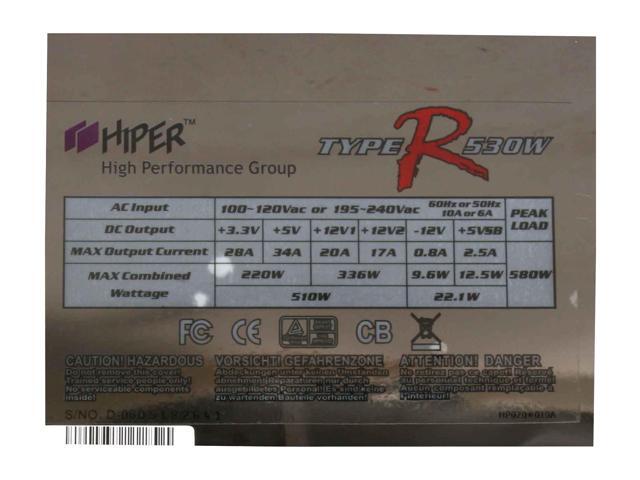 HIPER™
High Performance Group
TYPE R 530W
AC Input 100~120Vac or 195~240Vac 60Hz or 50Hz 10A or 6A PEAK LOAD
DC Output +3.3V +5V +12V1 +12V2 -12V +5VSB
MAX Output Current 28A 34A 20A 17A 0.8A 2.5A
MAX Combined Wattage 220W 336W 9.6W 12.5W 580W
510W 22.1W
FC CE CB
CAUTION! HAZARDOUS
Do not remove this cover.
Trained service people only!
No serviceable components
inside!
VORSICHT! GEFAHRENZONE
Abdeckungen unter keinen Umständen
abnehmen! Reparaturen nur durch
ausgebildetes Personal! Es sind keine
zu wartenden Bauteile vorhanden!
ATTENTION! DANGER
Ne retirez pas ce capot. Résérvé
au personal technique et formé.
Aucun composant remplaçable a
l'intérieur!
S/NO. D-0605182641